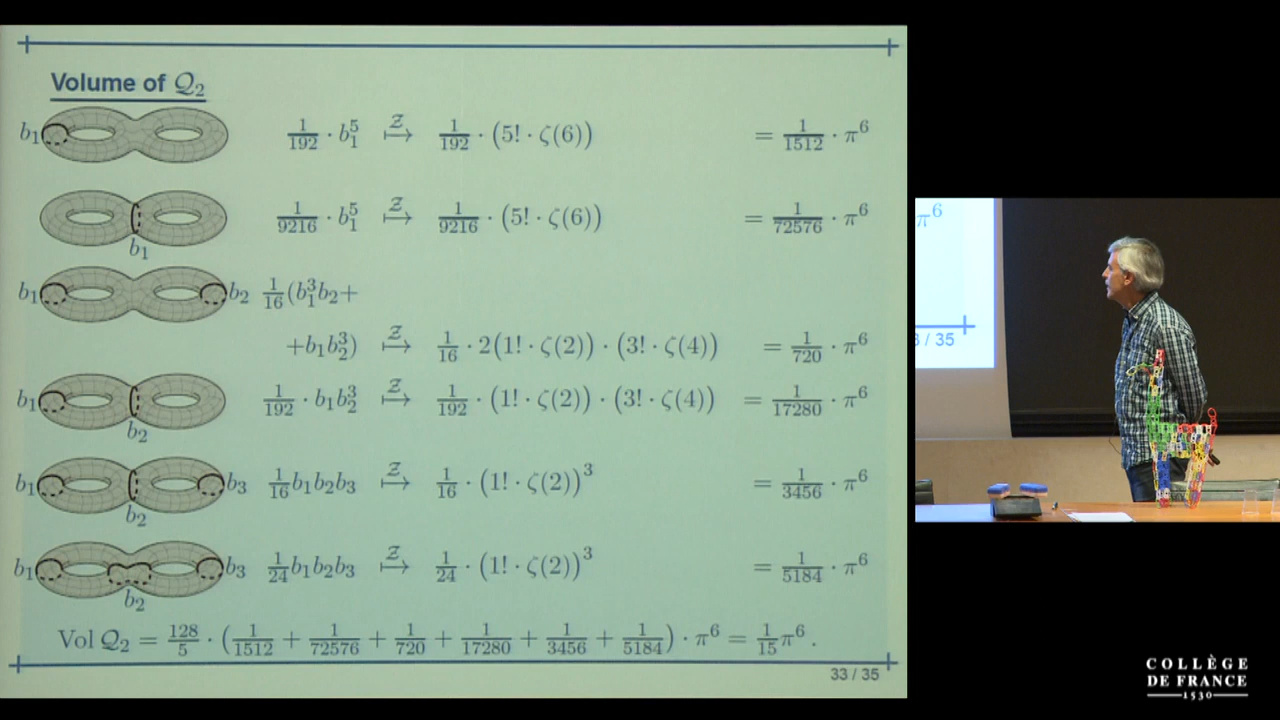 Volume of 𝒬₂
b₁ 1/192 · b₁⁵ ↦^𝒵 1/192 · (5! · ζ(6)) = 1/1512 · π⁶
1/9216 · b₁⁵ ↦^𝒵 1/9216 · (5! · ζ(6)) = 1/72576 · π⁶
b₁
b₁ b₂ 1/16 (b₁³b₂+
+b₁b₂³) ↦^𝒵 1/16 · 2(1! · ζ(2)) · (3! · ζ(4)) = 1/720 · π⁶
b₁ 1/192 · b₁b₂³ ↦^𝒵 1/192 · (1! · ζ(2)) · (3! · ζ(4)) = 1/17280 · π⁶
b₂
b₁ b₃ 1/16 b₁b₂b₃ ↦^𝒵 1/16 · (1! · ζ(2))³ = 1/3456 · π⁶
b₂
b₁ b₃ 1/24 b₁b₂b₃ ↦^𝒵 1/24 · (1! · ζ(2))³ = 1/5184 · π⁶
b₂
Vol 𝒬₂ = 128/5 · (1/1512 + 1/72576 + 1/720 + 1/17280 + 1/3456 + 1/5184) · π⁶ = 1/15 π⁶ .
33 / 35
π⁶
3 / 35
COLLÈGE
DE FRANCE
1530